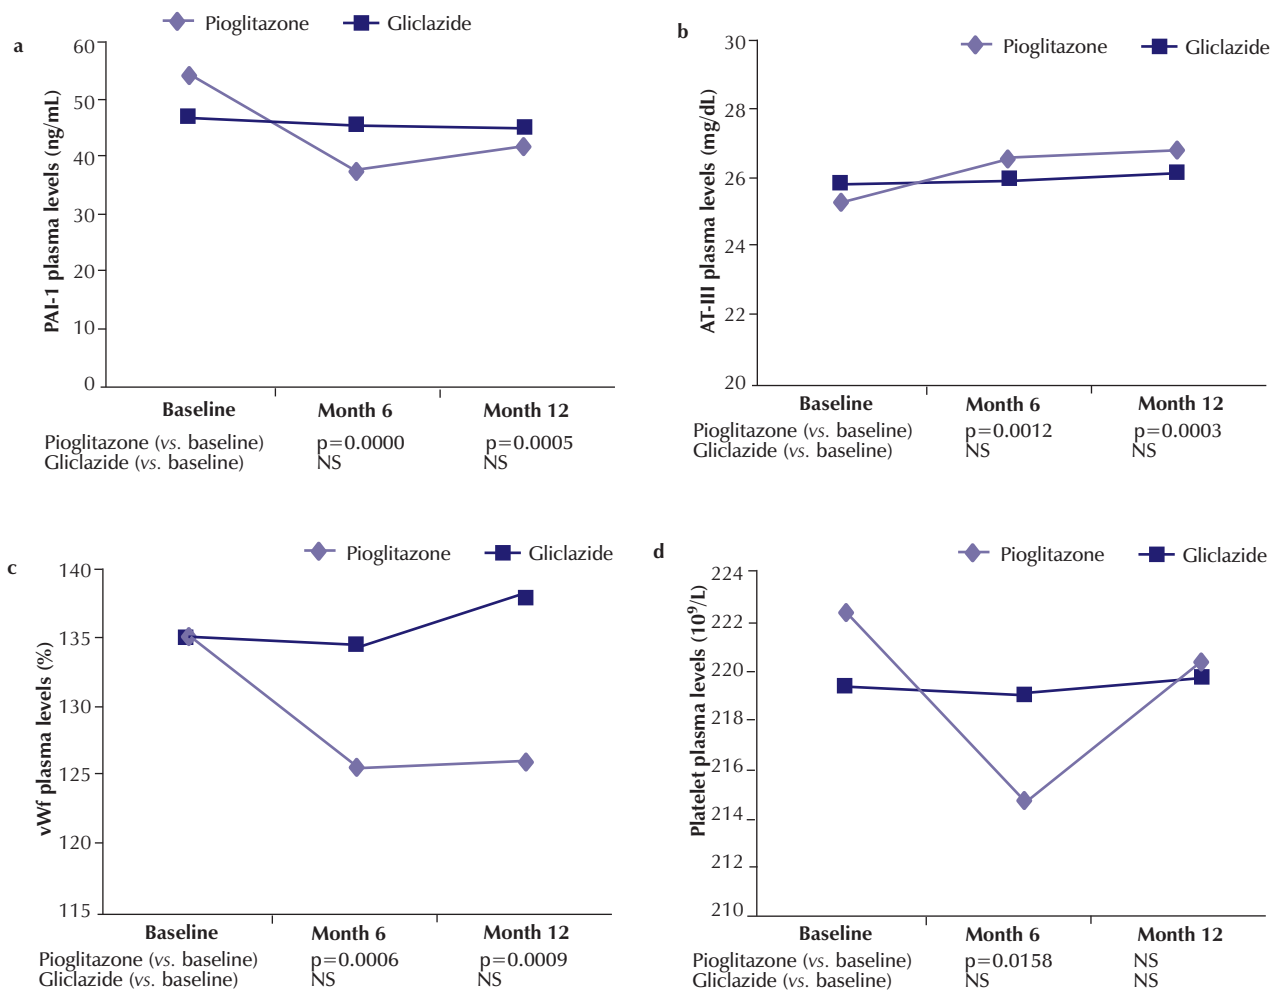 a
Pioglitazone
Gliclazide
PAI-1 plasma levels (ng/mL)
60
50
40
30
20
10
0
Baseline Month 6 Month 12
Pioglitazone (vs. baseline) p=0.0000 p=0.0005
Gliclazide (vs. baseline) NS NS
b
Pioglitazone
Gliclazide
AT-III plasma levels (mg/dL)
30
28
26
24
22
20
Baseline Month 6 Month 12
Pioglitazone (vs. baseline) p=0.0012 p=0.0003
Gliclazide (vs. baseline) NS NS
c
Pioglitazone
Gliclazide
vWf plasma levels (%)
140
135
130
125
120
115
Baseline Month 6 Month 12
Pioglitazone (vs. baseline) p=0.0006 p=0.0009
Gliclazide (vs. baseline) NS NS
d
Pioglitazone
Gliclazide
Platelet plasma levels (10⁹/L)
224
222
220
218
216
214
212
210
Baseline Month 6 Month 12
Pioglitazone (vs. baseline) p=0.0158 NS
Gliclazide (vs. baseline) NS NS